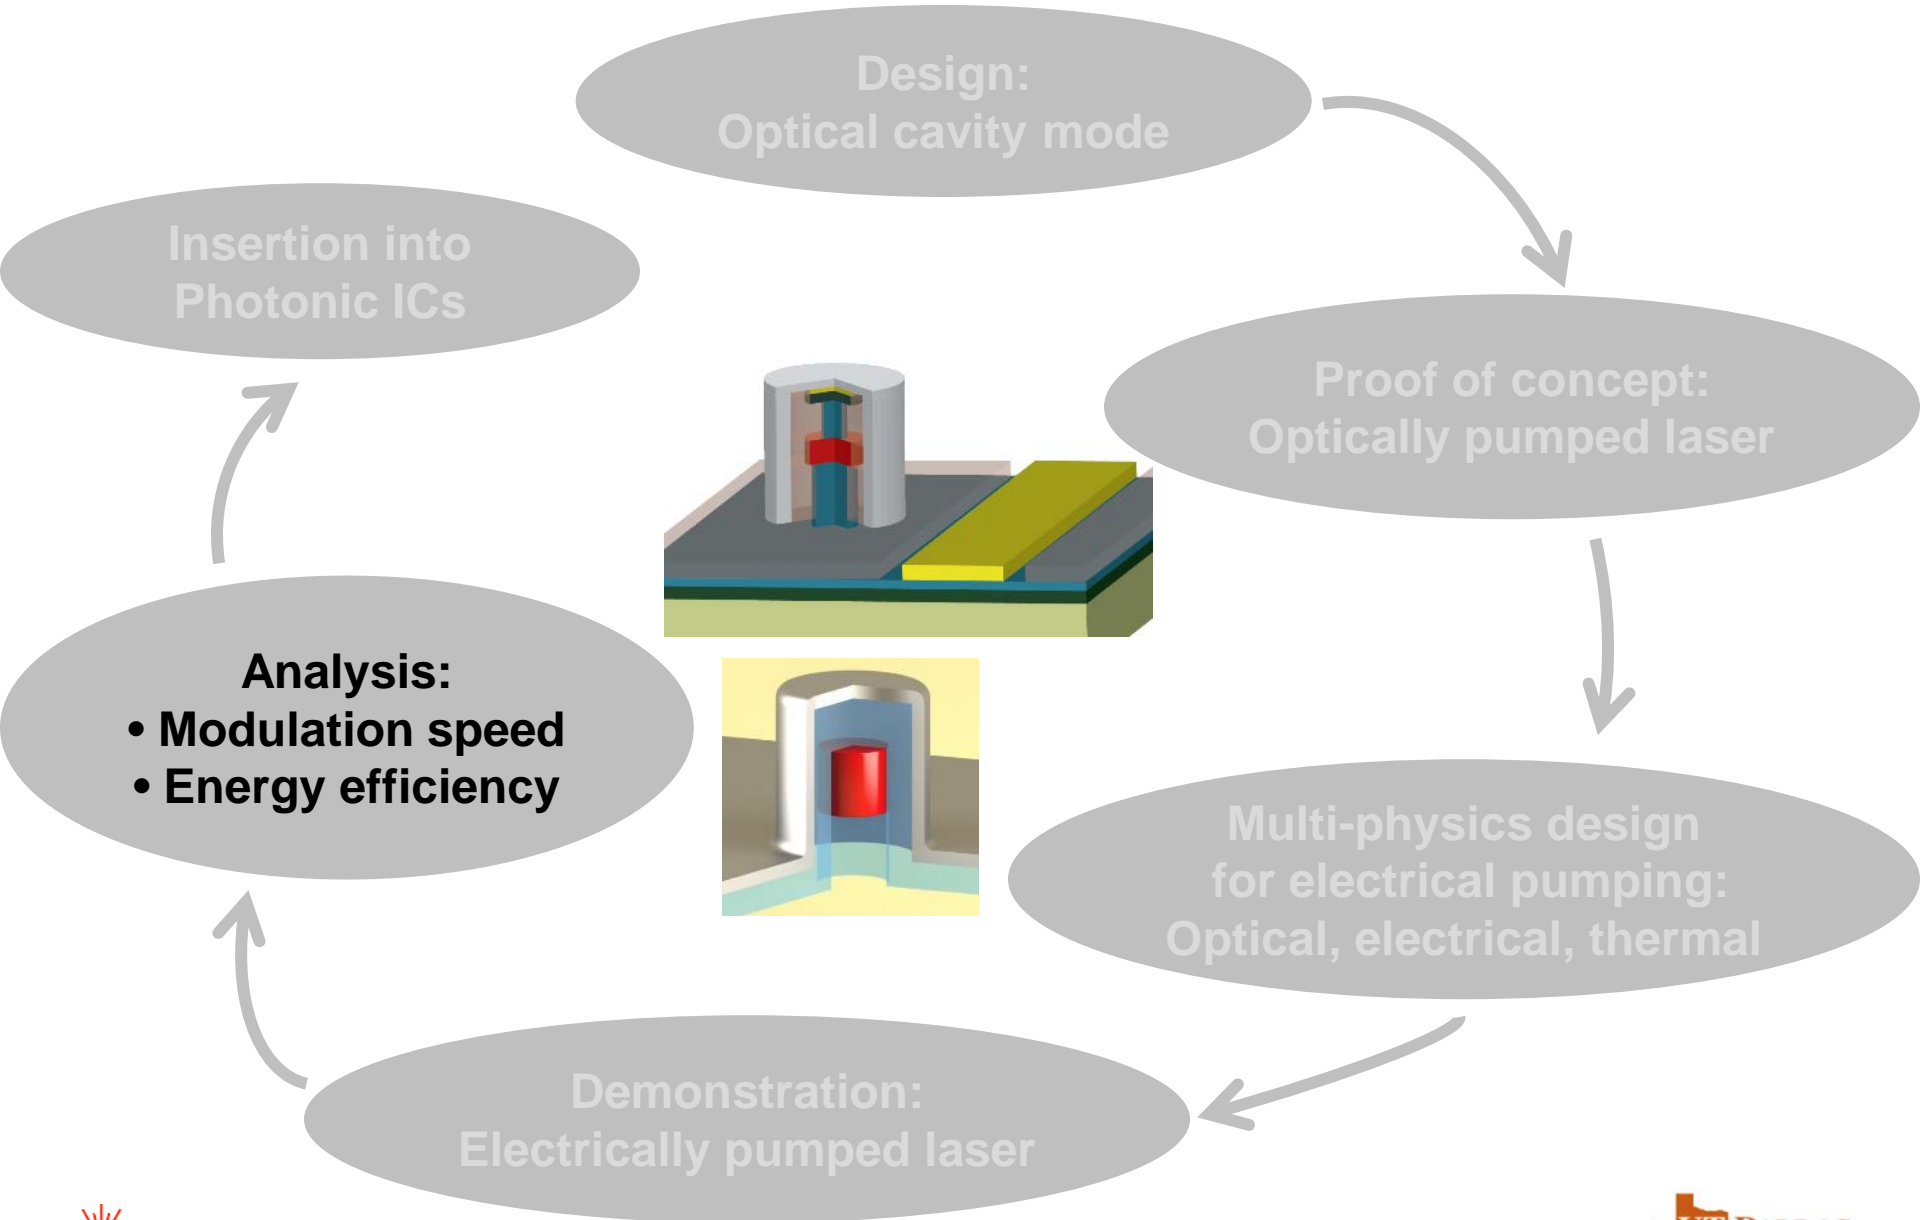 Design:
Optical cavity mode
Insertion into
Photonic ICs
Proof of concept:
Optically pumped laser
Analysis:
• Modulation speed
• Energy efficiency
Multi-physics design
for electrical pumping:
Optical, electrical, thermal
Demonstration:
Electrically pumped laser